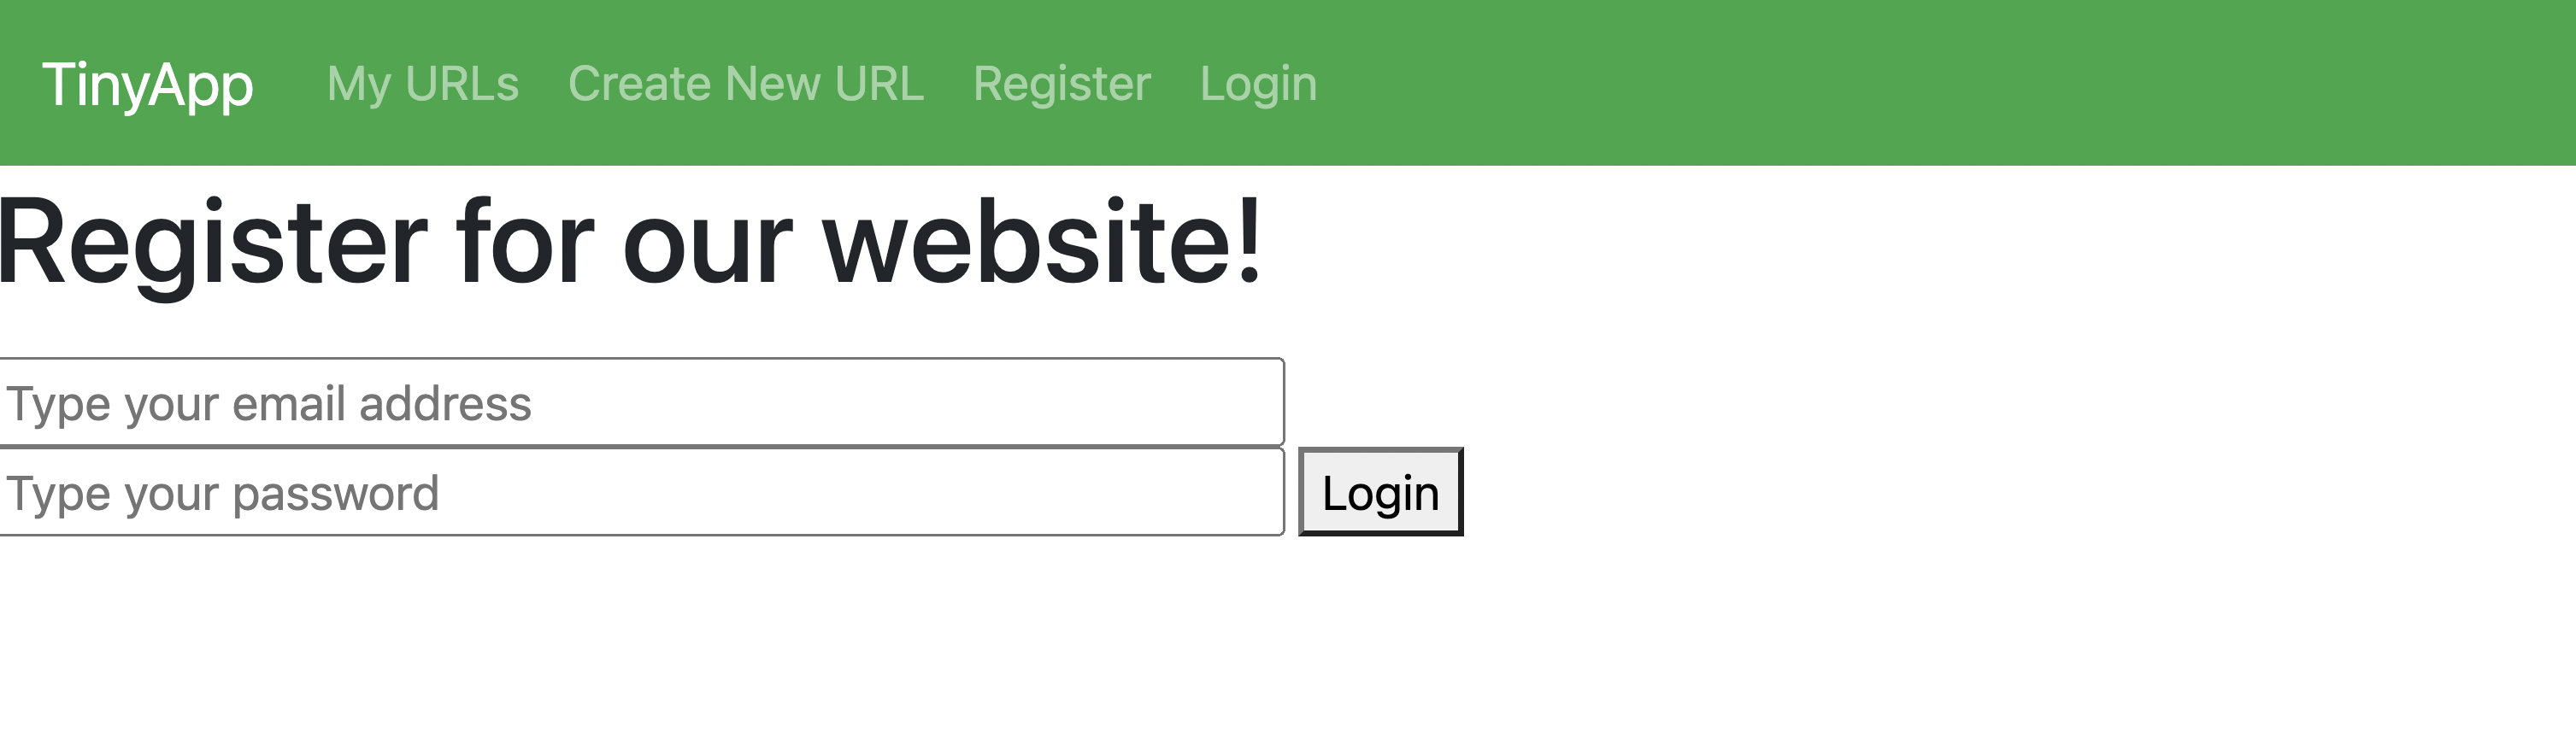 TinyApp My URLs Create New URL Register Login
Register for our website!
Type your email address
Type your password Login